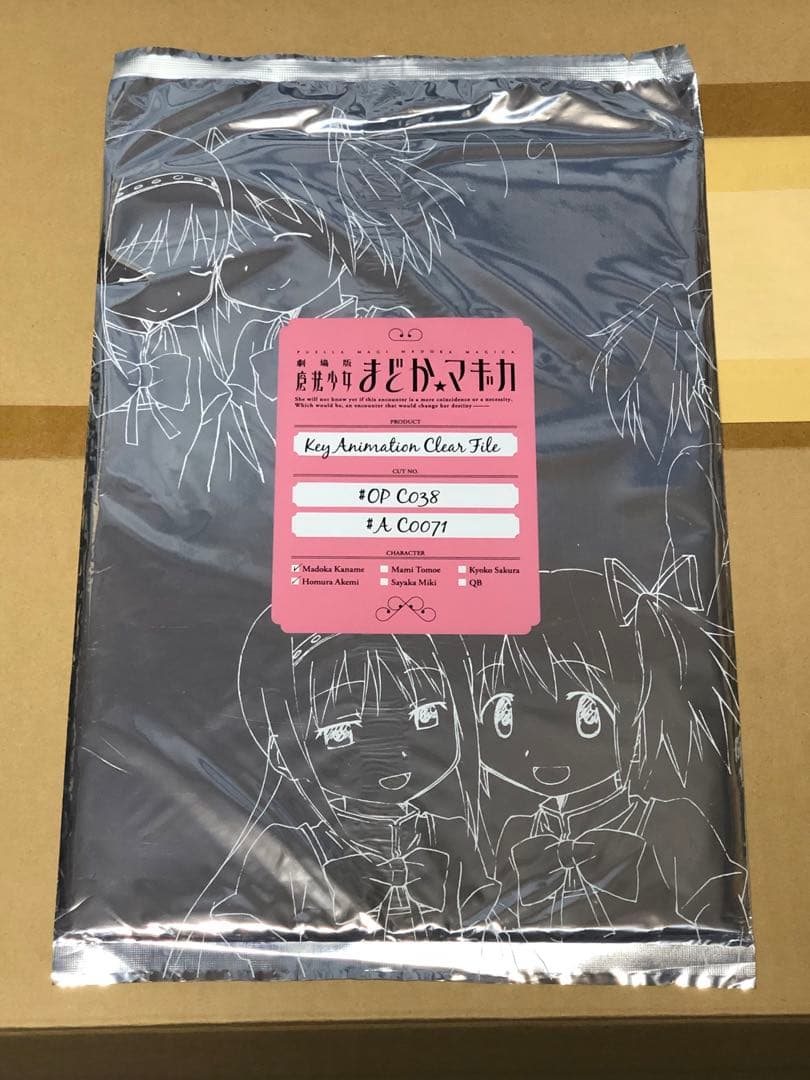 PUELLA MAGI MADOKA MAGICA
劇場版
魔法少女まどか★マギカ
She will not know yet if this encounter is a mere coincidence or a necessity.
Which would be, an encounter that would change her destiny ―――
PRODUCT
Key Animation Clear File
CUT NO.
#OP C038
#A C0071
CHARACTER
Madoka Kaname Mami Tomoe Kyoko Sakura
Homura Akemi Sayaka Miki QB